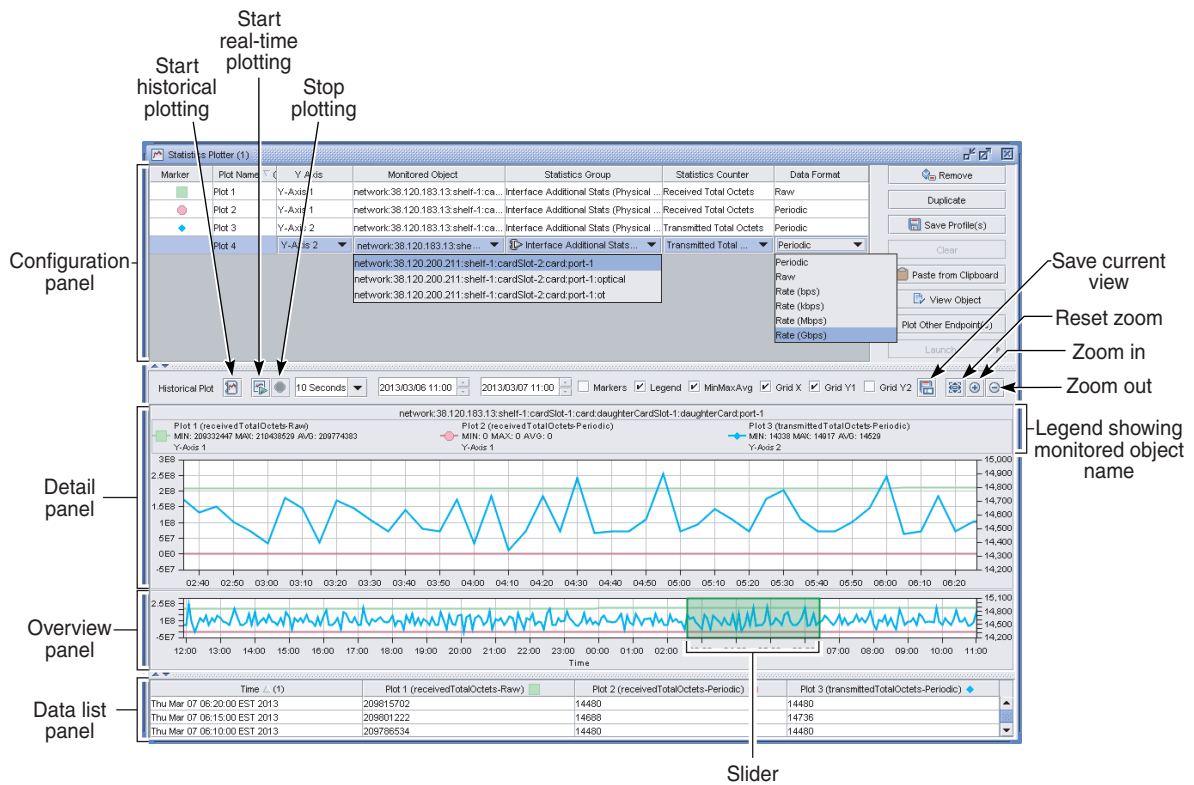 Start
real-time
plotting
Start
historical
plotting
Stop
plotting
Statistics Plotter (1)
Marker Plot Name Y Axis Monitored Object Statistics Group Statistics Counter Data Format
Plot 1 Y-Axis 1 network:38.120.183.13:shelf-1:ca... Interface Additional Stats (Physical ... Received Total Octets Raw
Plot 2 Y-Axis 1 network:38.120.183.13:shelf-1:ca... Interface Additional Stats (Physical ... Received Total Octets Periodic
Plot 3 Y-Axis 2 network:38.120.183.13:shelf-1:ca... Interface Additional Stats (Physical ... Transmitted Total Octets Periodic
Plot 4 Y-Axis 2 network:38.120.183.13:she... Interface Additional Stats... Transmitted Total ... Periodic
network:38.120.200.211:shelf-1:cardSlot-2:card:port-1
network:38.120.200.211:shelf-1:cardSlot-2:card:port-1:optical
network:38.120.200.211:shelf-1:cardSlot-2:card:port-1:ot
Periodic
Raw
Rate (bps)
Rate (kbps)
Rate (Mbps)
Rate (Gbps)
Remove
Duplicate
Save Profile(s)
Clear
Paste from Clipboard
View Object
Plot Other Endpoint(s)
Launch
Configuration
panel
Save current
view
Reset zoom
Zoom in
Zoom out
Historical Plot 10 Seconds 2013/03/06 11:00 2013/03/07 11:00 Markers Legend MinMaxAvg Grid X Grid Y1 Grid Y2
network:38.120.183.13:shelf-1:cardSlot-1:card:daughterCardSlot-1:daughterCard:port-1
Plot 1 (receivedTotalOctets-Raw)
MIN: 209332447 MAX: 210438529 AVG: 209774383
Y-Axis 1
Plot 2 (receivedTotalOctets-Periodic)
MIN: 0 MAX: 0 AVG: 0
Y-Axis 1
Plot 3 (transmittedTotalOctets-Periodic)
MIN: 14338 MAX: 14917 AVG: 14529
Y-Axis 2
Legend showing
monitored object
name
Detail
panel
3E8 15,000
2.5E8 14,900
2E8 14,800
14,700
1.5E8 14,600
1E8 14,500
5E7 14,400
0E0 14,300
-5E7 14,200
02:40 02:50 03:00 03:10 03:20 03:30 03:40 03:50 04:00 04:10 04:20 04:30 04:40 04:50 05:00 05:10 05:20 05:30 05:40 05:50 06:00 06:10 06:20
Overview
panel
2.5E8 15,100
14,800
1E8 14,500
-5E7 14,200
12:00 13:00 14:00 15:00 16:00 17:00 18:00 19:00 20:00 21:00 22:00 23:00 00:00 01:00 02:00 07:00 08:00 09:00 10:00 11:00
Time
Data list
panel
Time (1) Plot 1 (receivedTotalOctets-Raw) Plot 2 (receivedTotalOctets-Periodic) Plot 3 (transmittedTotalOctets-Periodic)
Thu Mar 07 06:20:00 EST 2013 209815702 14480 14480
Thu Mar 07 06:15:00 EST 2013 209801222 14688 14736
Thu Mar 07 06:10:00 EST 2013 209786534 14480 14480
Slider